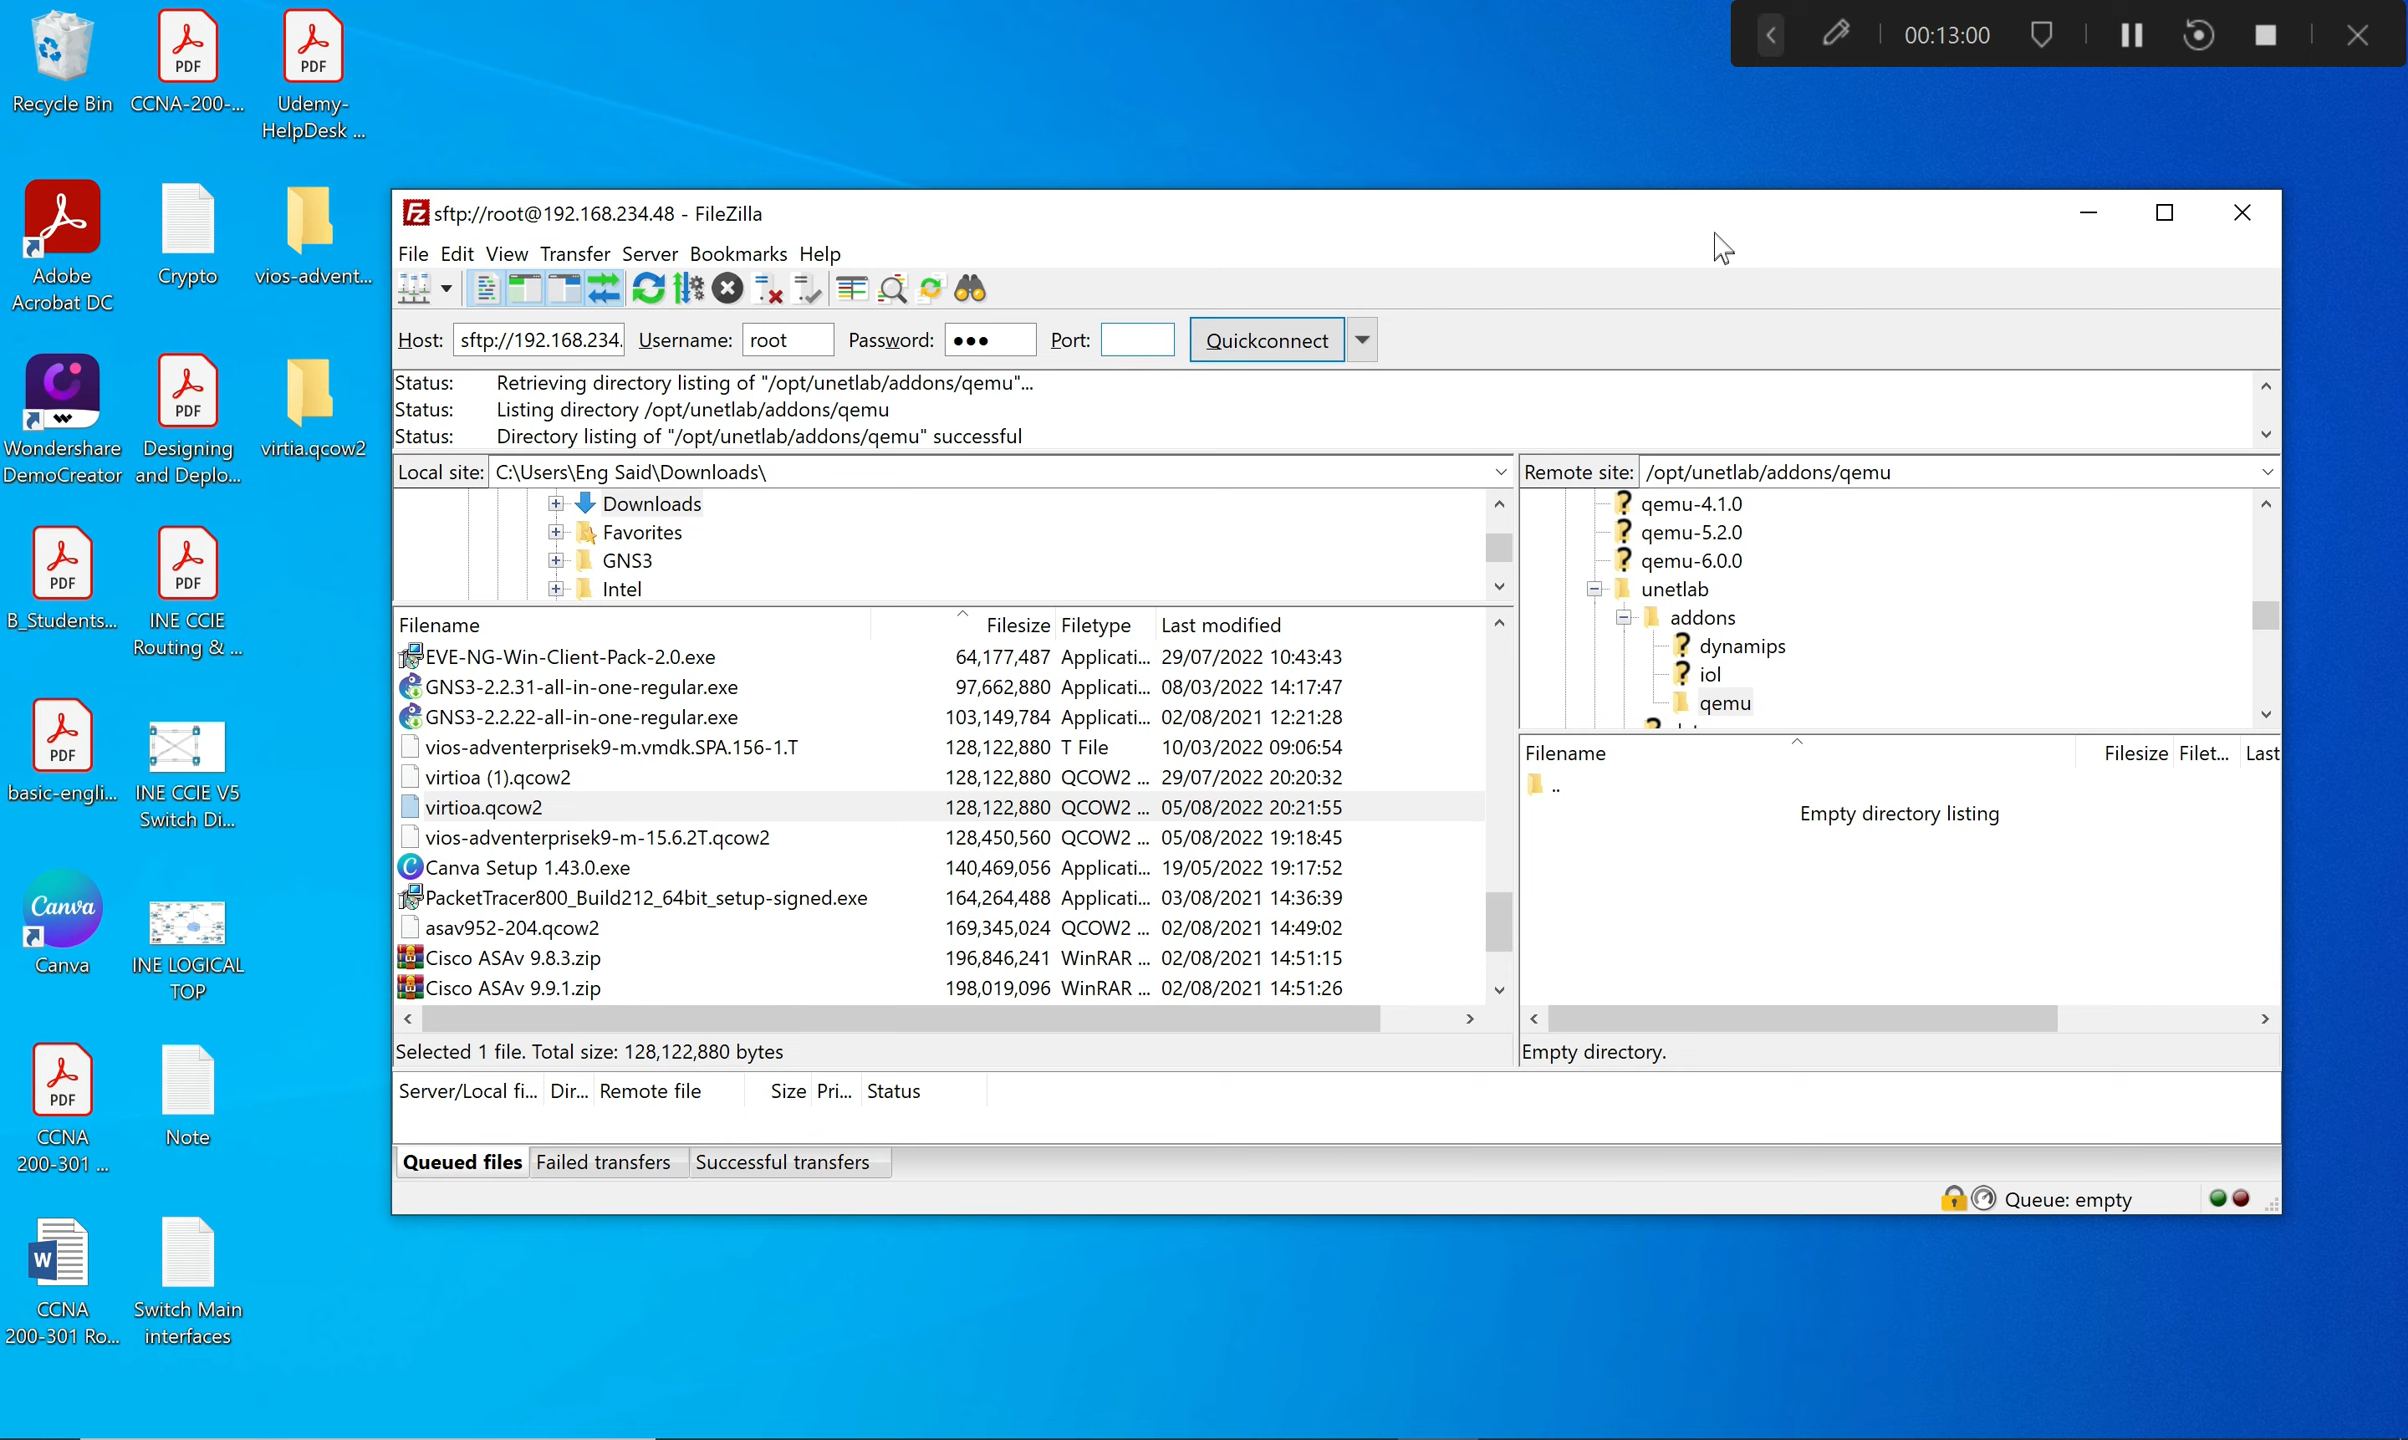 00:13:00
Recycle Bin
CCNA-200-...
Udemy-
HelpDesk ...
Adobe
Acrobat DC
Crypto
vios-advent...
Wondershare
DemoCreator
Designing
and Deplo...
virtia.qcow2
B_Students...
INE CCIE
Routing & ...
basic-engli...
INE CCIE V5
Switch Di...
Canva
Canva
INE LOGICAL
TOP
CCNA
200-301 ...
Note
CCNA
200-301 Ro...
Switch Main
interfaces
PDF
PDF
PDF
PDF
PDF
PDF
PDF
W
sftp://root@192.168.234.48 - FileZilla
File Edit View Transfer Server Bookmarks Help
Host: sftp://192.168.234. Username: root Password: ●●● Port: Quickconnect
Status: Retrieving directory listing of "/opt/unetlab/addons/qemu"...
Status: Listing directory /opt/unetlab/addons/qemu
Status: Directory listing of "/opt/unetlab/addons/qemu" successful
Local site: C:\Users\Eng Said\Downloads\
Downloads
Favorites
GNS3
Intel
Filename Filesize Filetype Last modified
EVE-NG-Win-Client-Pack-2.0.exe 64,177,487 Applicati... 29/07/2022 10:43:43
GNS3-2.2.31-all-in-one-regular.exe 97,662,880 Applicati... 08/03/2022 14:17:47
GNS3-2.2.22-all-in-one-regular.exe 103,149,784 Applicati... 02/08/2021 12:21:28
vios-adventerprisek9-m.vmdk.SPA.156-1.T 128,122,880 T File 10/03/2022 09:06:54
virtioa (1).qcow2 128,122,880 QCOW2 ... 29/07/2022 20:20:32
virtioa.qcow2 128,122,880 QCOW2 ... 05/08/2022 20:21:55
vios-adventerprisek9-m-15.6.2T.qcow2 128,450,560 QCOW2 ... 05/08/2022 19:18:45
Canva Setup 1.43.0.exe 140,469,056 Applicati... 19/05/2022 19:17:52
PacketTracer800_Build212_64bit_setup-signed.exe 164,264,488 Applicati... 03/08/2021 14:36:39
asav952-204.qcow2 169,345,024 QCOW2 ... 02/08/2021 14:49:02
Cisco ASAv 9.8.3.zip 196,846,241 WinRAR ... 02/08/2021 14:51:15
Cisco ASAv 9.9.1.zip 198,019,096 WinRAR ... 02/08/2021 14:51:26
Selected 1 file. Total size: 128,122,880 bytes
Remote site: /opt/unetlab/addons/qemu
qemu-4.1.0
qemu-5.2.0
qemu-6.0.0
unetlab
addons
dynamips
iol
qemu
Filename Filesize Filet... Last
..
Empty directory listing
Empty directory.
Server/Local fi... Dir... Remote file Size Pri... Status
Queued files Failed transfers Successful transfers
Queue: empty